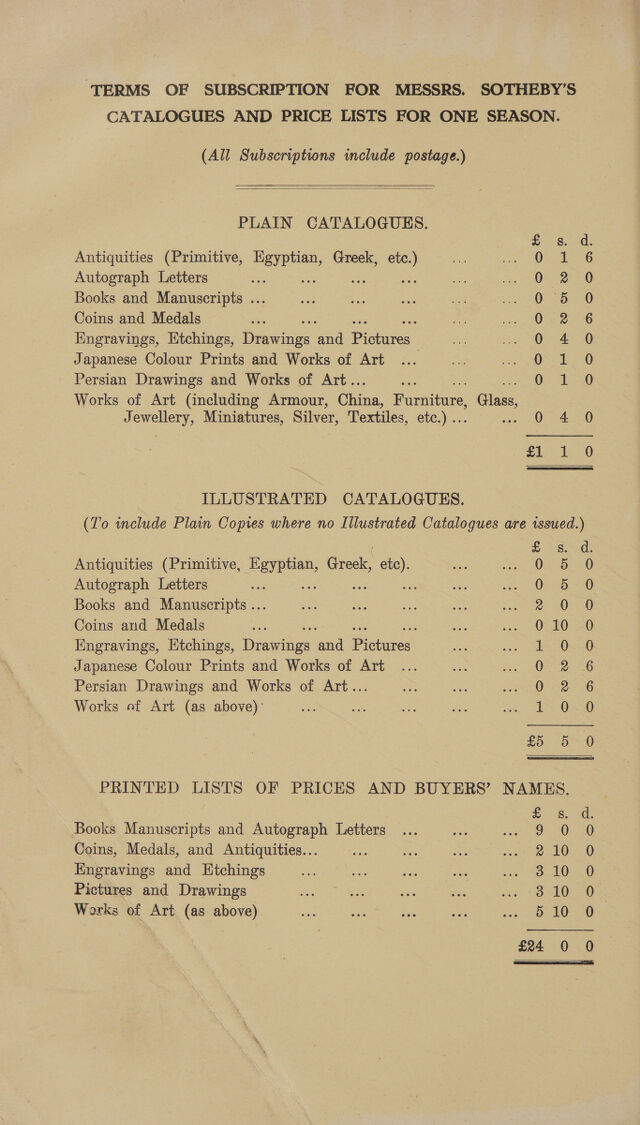 TERMS OF SUBSCRIPTION FOR MESSRS. SOTHEBY'S
CATALOGUES AND PRICE LISTS FOR ONE SEASON.
(All Subscriptions include postage.)
PLAIN CATALOGUES.
£ s. d.
Antiquities (Primitive, Egyptian, Greek, etc.) ... ... 0 1 6
Autograph Letters ... ... ... ... ... ... 0 2 0
Books and Manuscripts ... ... ... ... ... ... 0 5 0
Coins and Medals ... ... ... ... ... ... 0 2 6
Engravings, Etchings, Drawings and Pictures ... ... 0 4 0
Japanese Colour Prints and Works of Art ... ... ... 0 1 0
Persian Drawings and Works of Art ... ... ... ... 0 1 0
Works of Art (including Armour, China, Furniture, Glass,
Jewellery, Miniatures, Silver, Textiles, etc.) ... ... 0 4 0
£1 1 0
ILLUSTRATED CATALOGUES.
(To include Plain Copies where no Illustrated Catalogues are issued.)
£ s. d.
Antiquities (Primitive, Egyptian, Greek, etc). ... ... 0 5 0
Autograph Letters ... ... ... ... ... ... 0 5 0
Books and Manuscripts ... ... ... ... ... ... 2 0 0
Coins and Medals ... ... ... ... ... ... 0 10 0
Engravings, Etchings, Drawings and Pictures ... ... 1 0 0
Japanese Colour Prints and Works of Art ... ... ... 0 2 6
Persian Drawings and Works of Art ... ... ... ... 0 2 6
Works of Art (as above) ... ... ... ... ... 1 0 0
£5 5 0
PRINTED LISTS OF PRICES AND BUYERS' NAMES.
£ s. d.
Books Manuscripts and Autograph Letters ... ... ... 9 0 0
Coins, Medals, and Antiquities ... ... ... ... ... 2 10 0
Engravings and Etchings ... ... ... ... ... 3 10 0
Pictures and Drawings ... ... ... ... ... 3 10 0
Works of Art (as above) ... ... ... ... ... 5 10 0
£24 0 0